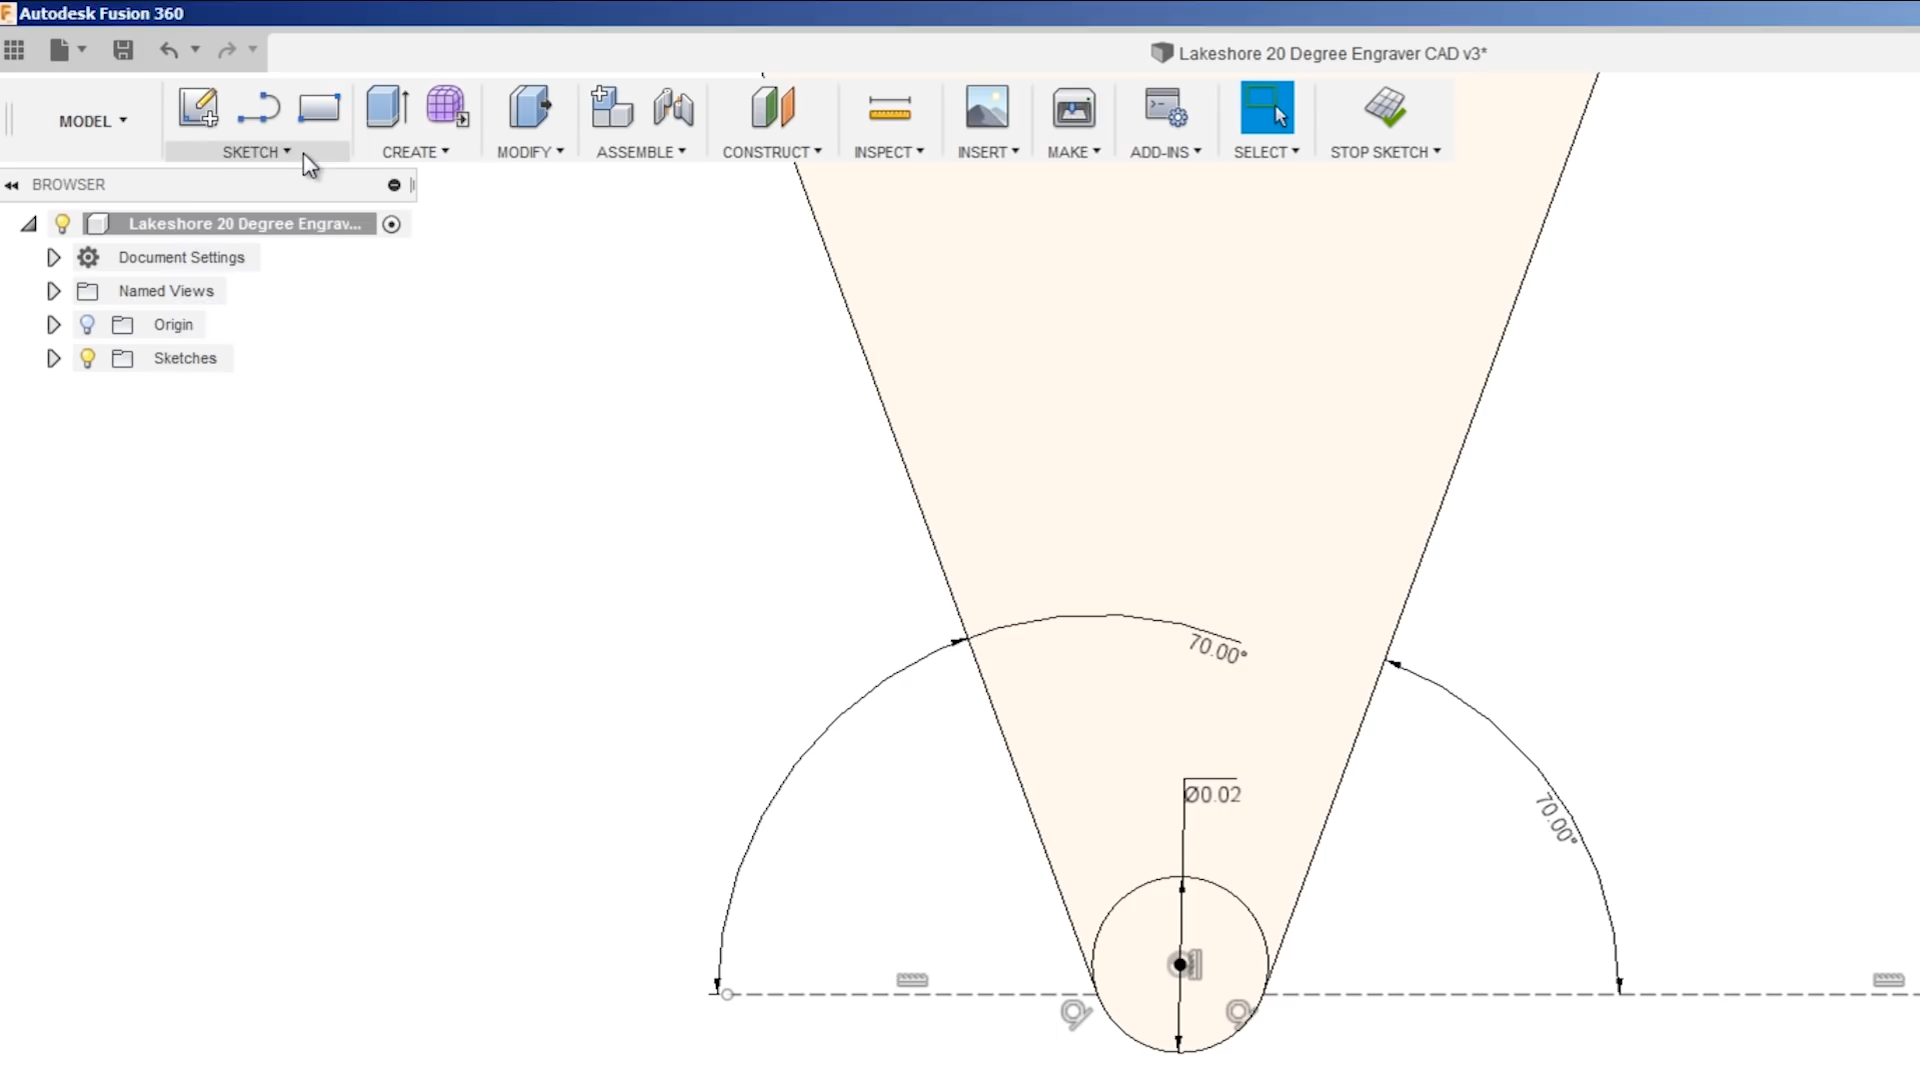 Autodesk Fusion 360
Lakeshore 20 Degree Engraver CAD v3*
MODEL
SKETCH CREATE MODIFY ASSEMBLE CONSTRUCT INSPECT INSERT MAKE ADD-INS SELECT STOP SKETCH
BROWSER
Lakeshore 20 Degree Engrav...
Document Settings
Named Views
Origin
Sketches
70.00°
Ø0.02
70.00°